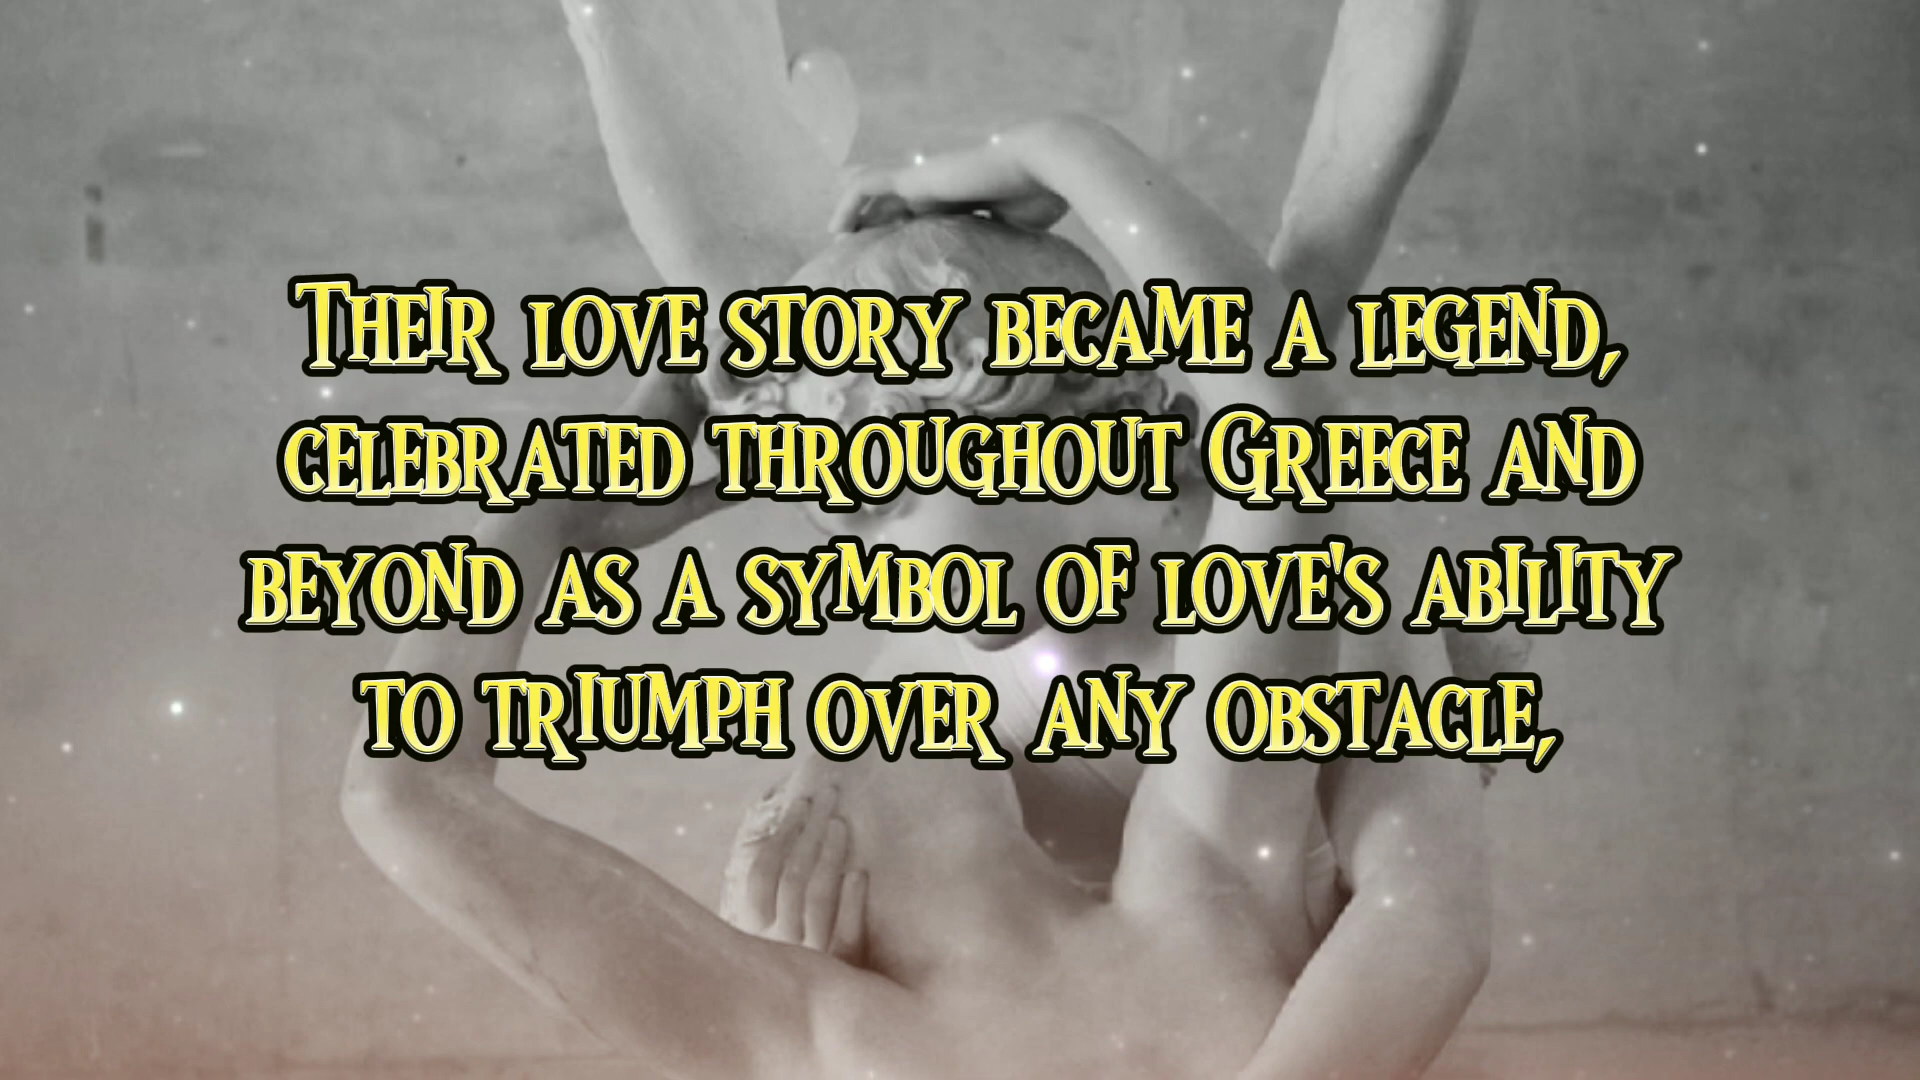 Their love story became a legend,
celebrated throughout Greece and
beyond as a symbol of love's ability
to triumph over any obstacle,